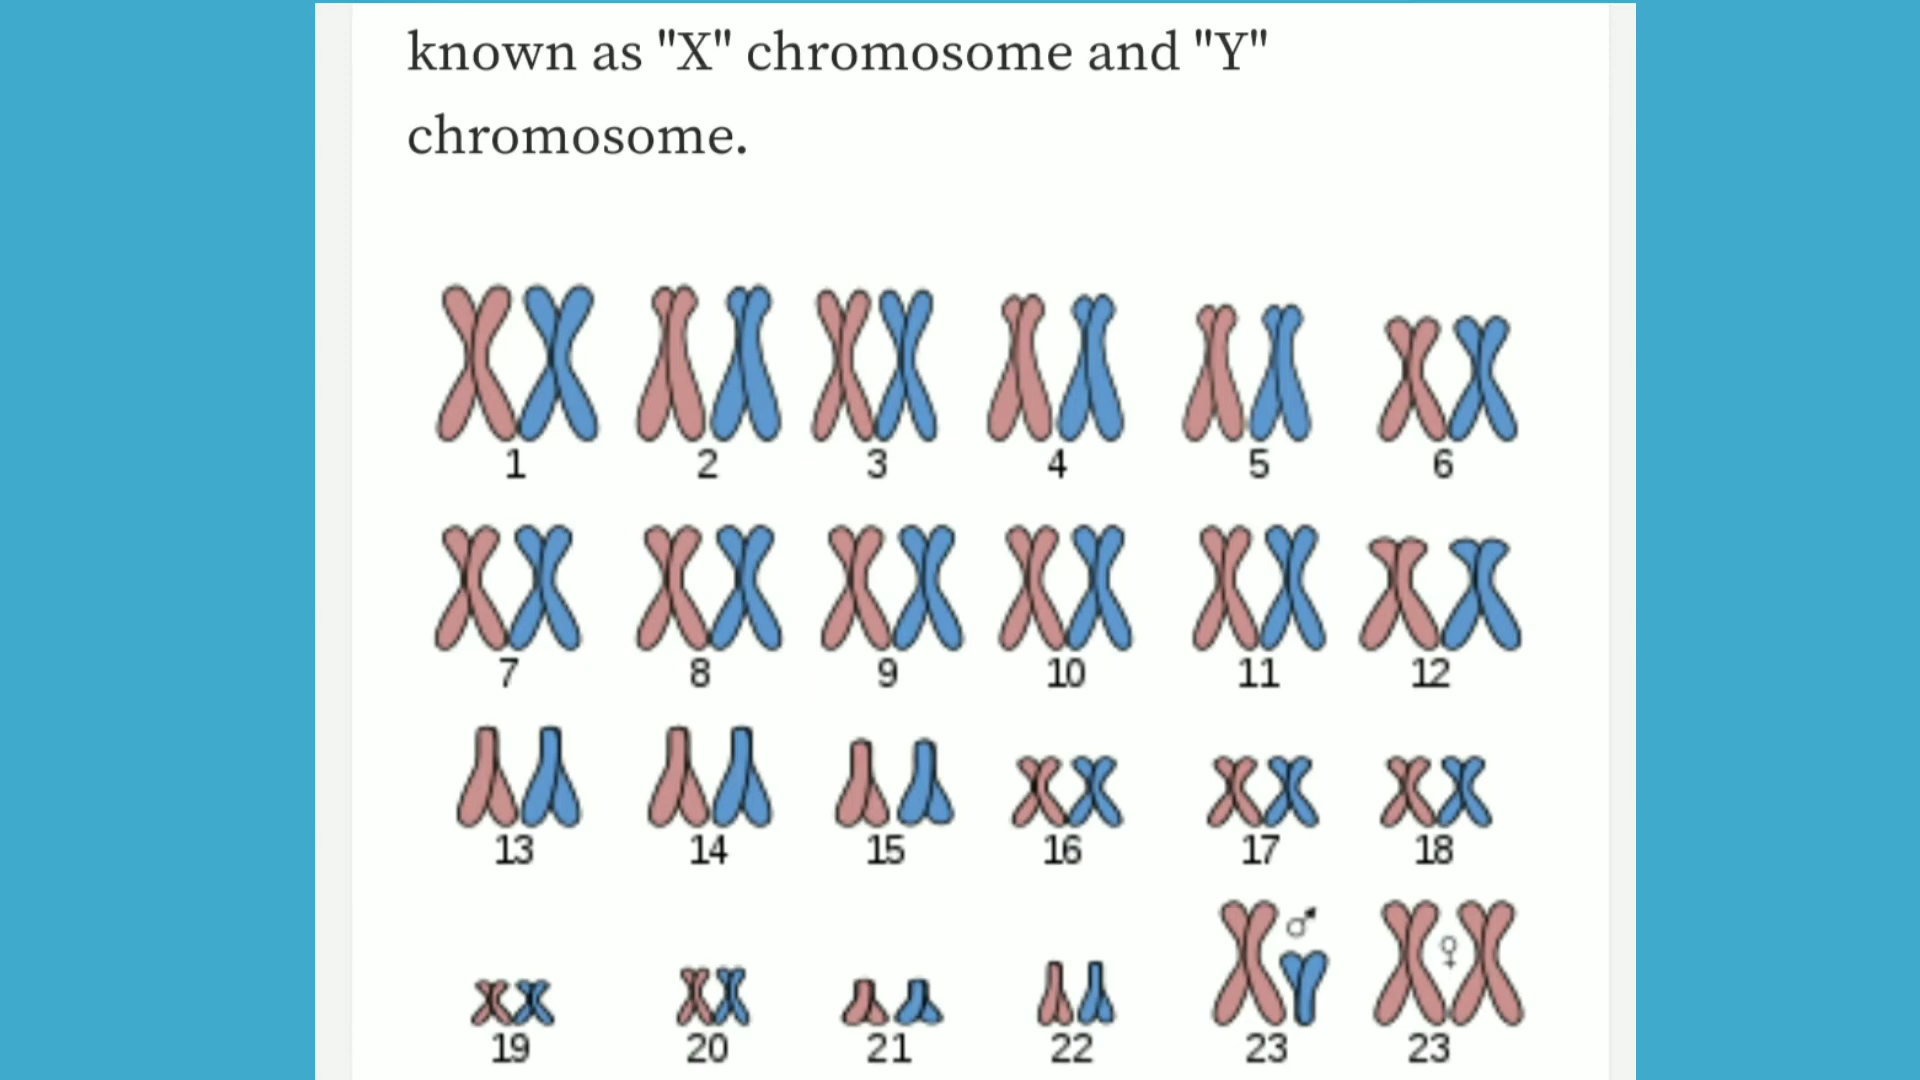 known as "X" chromosome and "Y"
chromosome.
1 2 3 4 5 6
7 8 9 10 11 12
13 14 15 16 17 18
♂ ♀
19 20 21 22 23 23